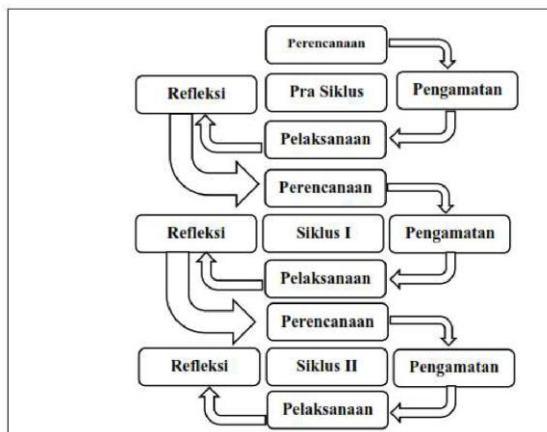 Perencanaan
Refleksi
Pra Siklus
Pengamatan
Pelaksanaan
Perencanaan
Refleksi
Siklus I
Pengamatan
Pelaksanaan
Perencanaan
Refleksi
Siklus II
Pengamatan
Pelaksanaan